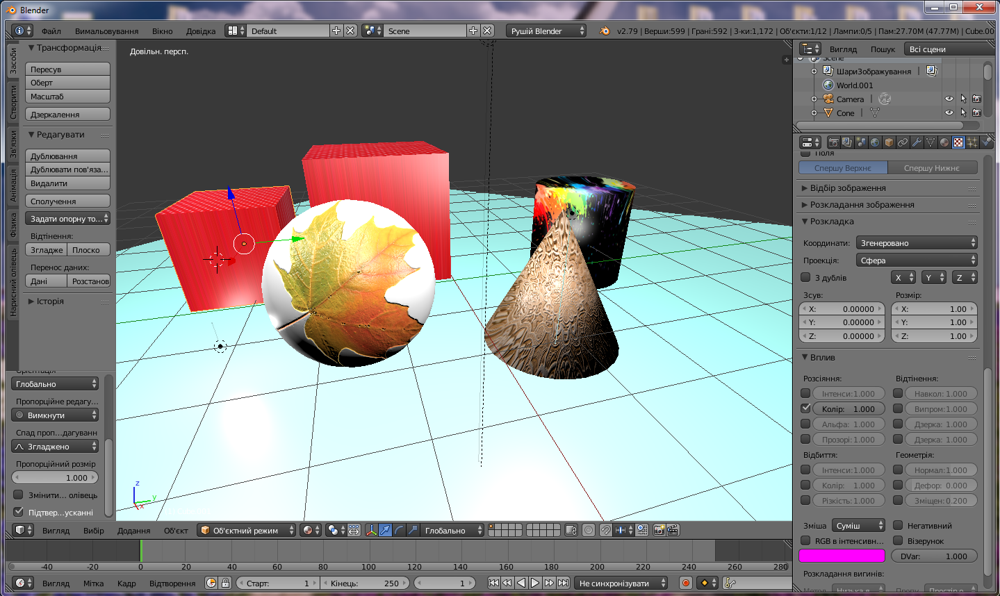 Blender
Файл Вимальовування Вікно Довідка Default Scene Рушій Blender v2.79 | Верши:599 | Грані:592 | З-ки:1,172 | Об'єкти:1/12 | Лампи:0/5 | Пам:27.70M (47.77M) | Cube.00
Засоби
Створити
Зв'язки
Анімація
Фізика
Нарисний олівець
Трансформація
Пересув
Оберт
Масштаб
Дзеркалення
Редагувати
Дублювання
Дублювати пов'яза...
Видалити
Сполучення
Задати опорну то...
Відтінення:
Згладже Плоско
Перенос даних:
Дані Розстанов
Історія
Орієнтація
Глобально
Пропорційне редагу...
Вимкнути
Спад проп...дагуванн
Згладжено
Пропорційний розмір
1.000
Змінити... олівець
Підтвер...усканні
Довільн. персп.
z
y
x
Вигляд Вибір Додання Об'єкт Об'єктний режим Глобально
-40 -20 0 20 40 60 80 100 120 140 160 180 200 220 240 260 280
Вигляд Мітка Кадр Відтворення Старт: 1 Кінець: 250 1 Не синхронізувати
Вигляд Пошук Всі сцени
Scene
ШариЗображування
World.001
Camera
Cone
Поля
Спершу Верхнє Спершу Нижнє
Відбір зображення
Розкладання зображення
Розкладка
Координати: Згенеровано
Проекція: Сфера
З дублів X Y Z
Зсув: Розмір:
X: 0.00000 X: 1.00
Y: 0.00000 Y: 1.00
Z: 0.00000 Z: 1.00
Вплив
Розсіяння: Відтінення:
Інтенси: 1.000 Навкол: 1.000
Колір: 1.000 Випром: 1.000
Альфа: 1.000 Дзерка: 1.000
Прозорі: 1.000 Дзерка: 1.000
Відбиття: Геометрія:
Інтенси: 1.000 Нормал: 1.000
Колір: 1.000 Дефор: 0.000
Різкість: 1.000 Зміщен: 0.200
Зміша Суміш Негативний
RGB в інтенсивн... Візерунок
DVar: 1.000
Розкладання вигинів: